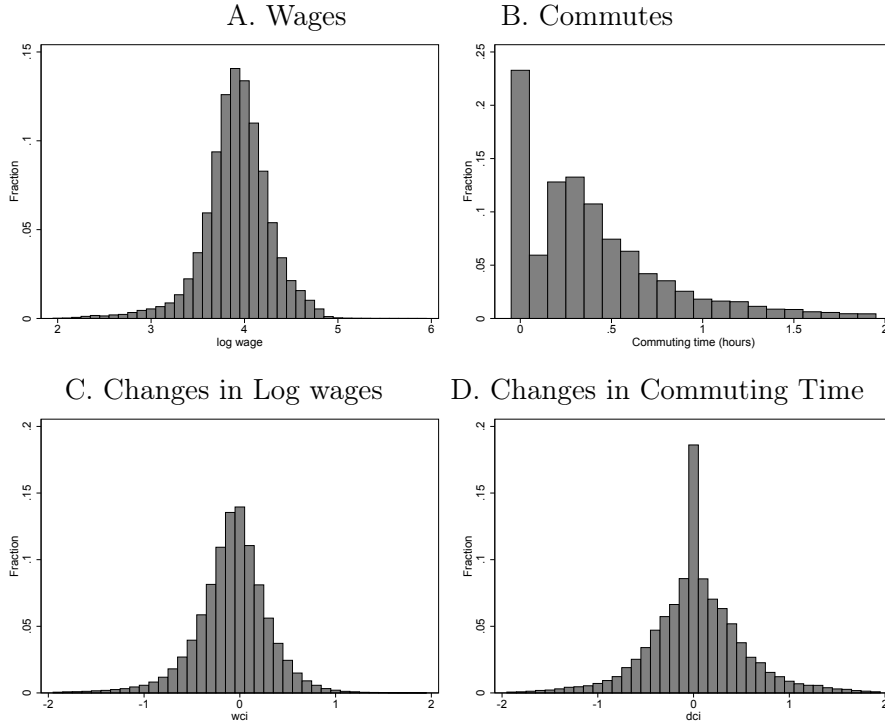 A. Wages
B. Commutes
Fraction
0 .05 .1 .15
2 3 4 5 6
log wage
Fraction
0 .05 .1 .15 .2 .25
0 .5 1 1.5 2
Commuting time (hours)
C. Changes in Log wages
D. Changes in Commuting Time
Fraction
0 .05 .1 .15 .2
-2 -1 0 1 2
wci
Fraction
0 .05 .1 .15 .2
-2 -1 0 1 2
dci